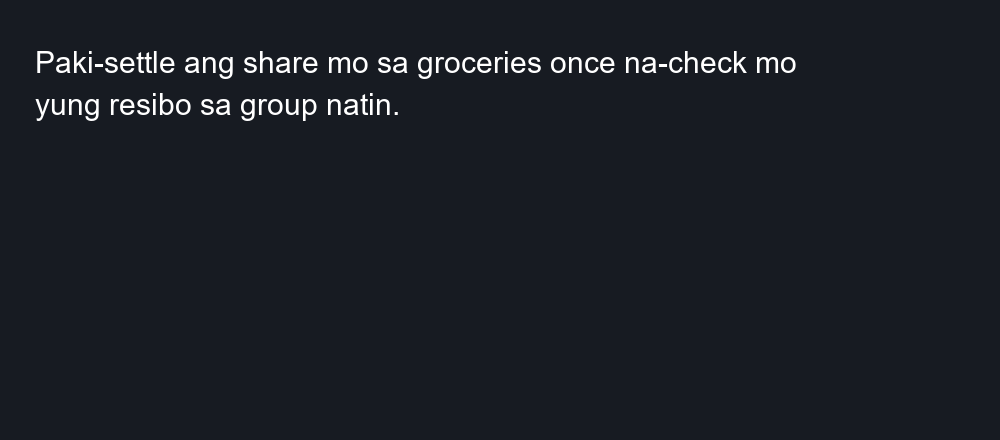 Paki-settle ang share mo sa groceries once na-check mo
yung resibo sa group natin.